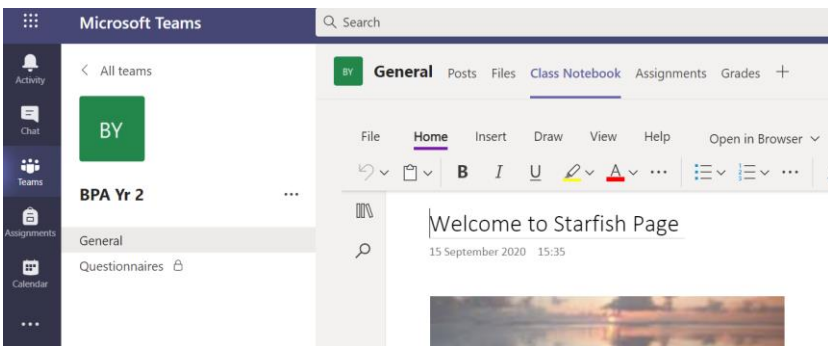 Microsoft Teams
Search
Activity
Chat
Teams
Assignments
Calendar
All teams
BY
BPA Yr 2
General
Questionnaires
BY General Posts Files Class Notebook Assignments Grades
File Home Insert Draw View Help Open in Browser
B I U A
Welcome to Starfish Page
15 September 2020 15:35